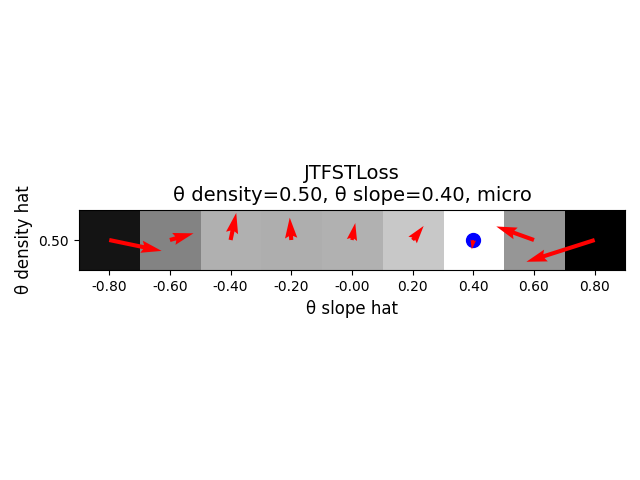 JTFSTLoss
θ density=0.50, θ slope=0.40, micro
θ density hat
0.50
-0.80 -0.60 -0.40 -0.20 -0.00 0.20 0.40 0.60 0.80
θ slope hat